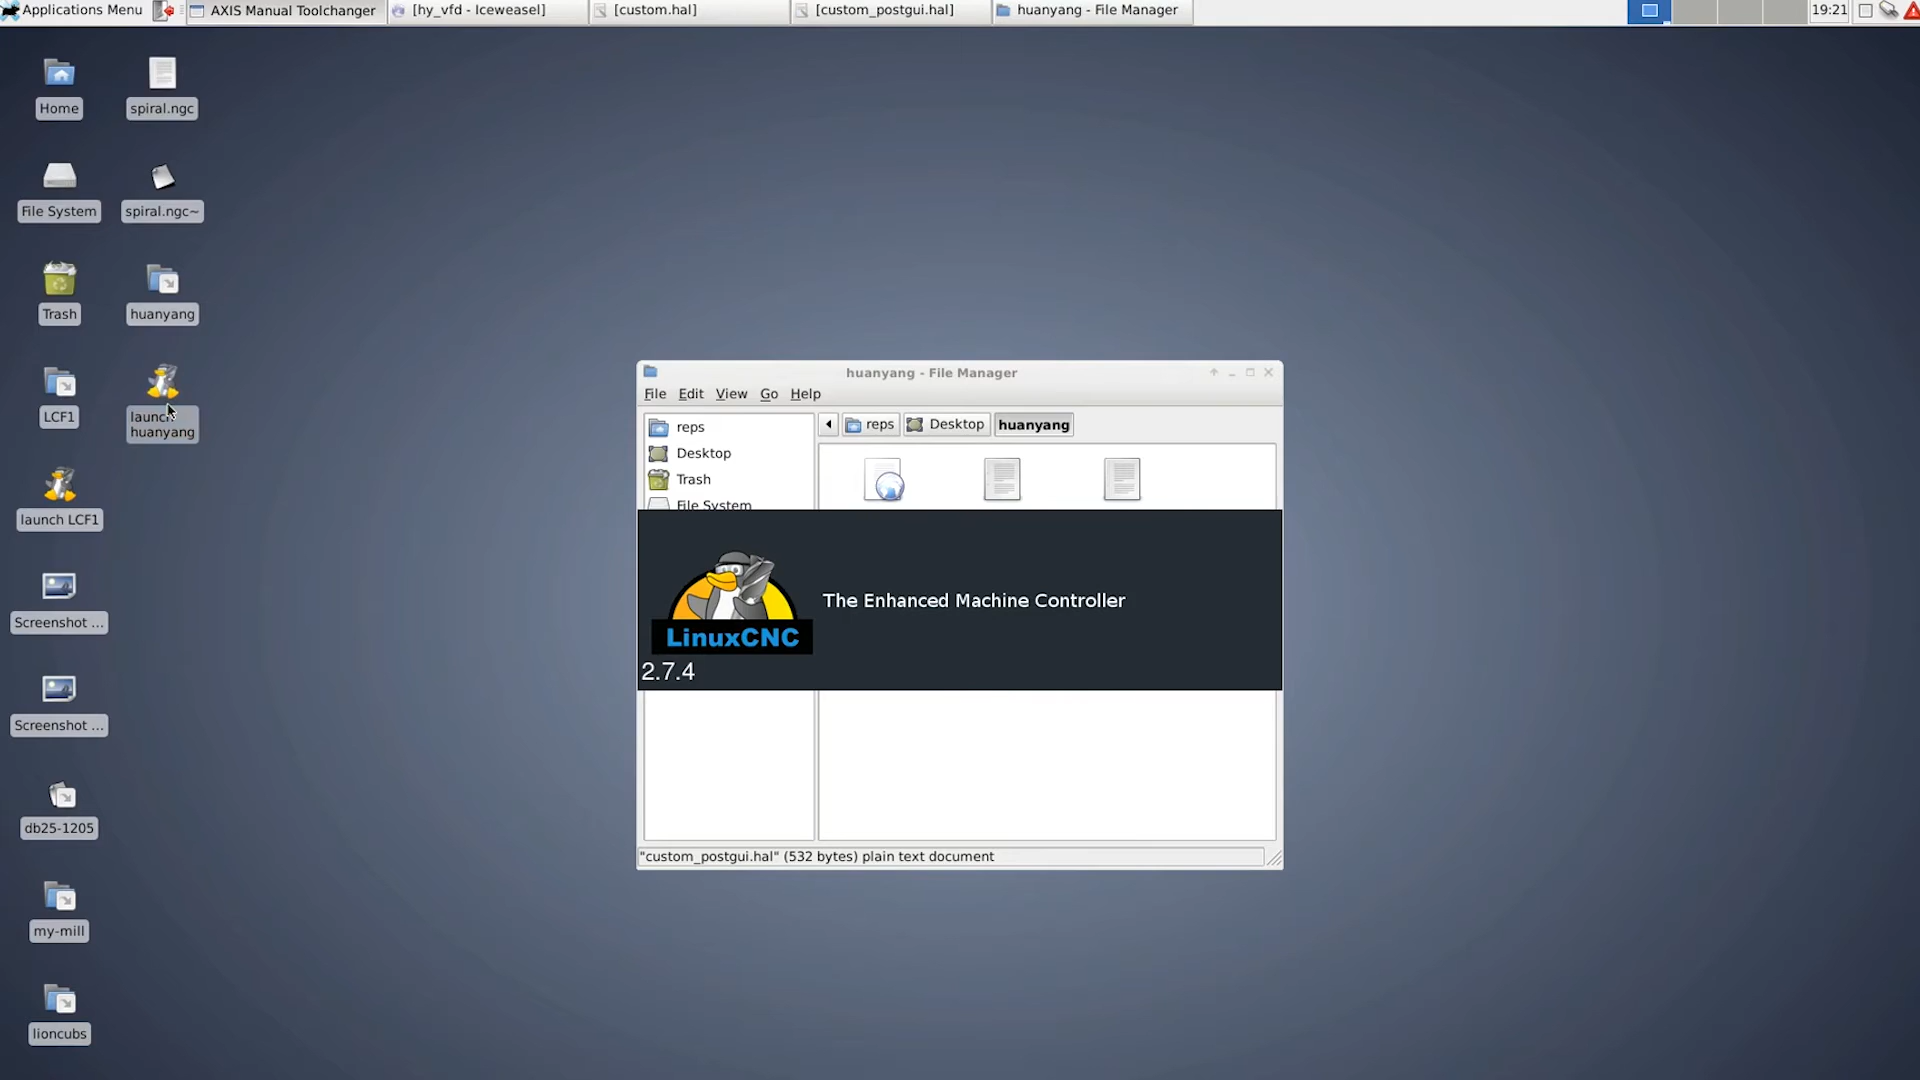 Applications Menu
AXIS Manual Toolchanger
[hy_vfd - Iceweasel]
[custom.hal]
[custom_postgui.hal]
huanyang - File Manager
19:21
Home
spiral.ngc
File System
spiral.ngc~
Trash
huanyang
LCF1
launch
huanyang
launch LCF1
Screenshot ...
Screenshot ...
db25-1205
my-mill
lioncubs
huanyang - File Manager
File Edit View Go Help
reps
Desktop
huanyang
reps
Desktop
Trash
File System
The Enhanced Machine Controller
LinuxCNC
2.7.4
"custom_postgui.hal" (532 bytes) plain text document